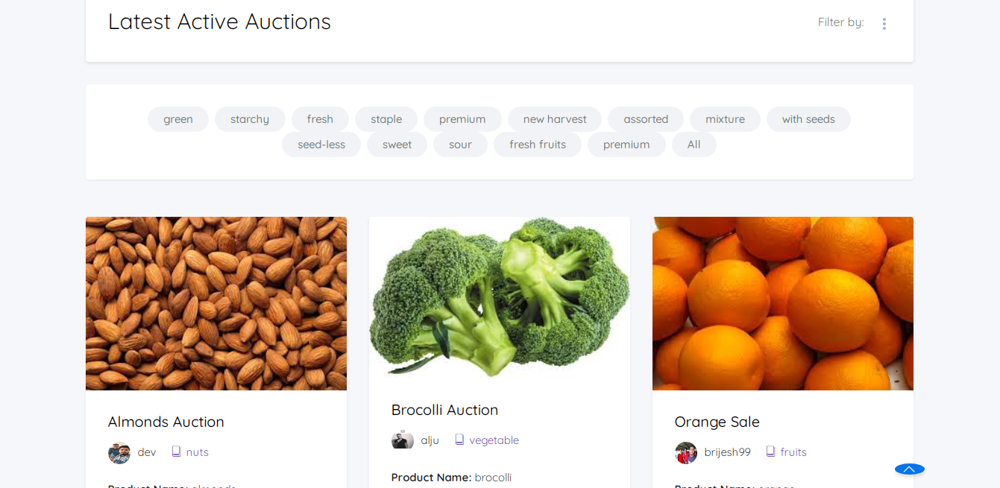 Latest Active Auctions
Filter by:
green starchy fresh staple premium new harvest assorted mixture with seeds
seed-less sweet sour fresh fruits premium All
Almonds Auction
dev nuts
Product Name: almonds
Brocolli Auction
alju vegetable
Product Name: brocolli
Orange Sale
brijesh99 fruits
Product Name: orange